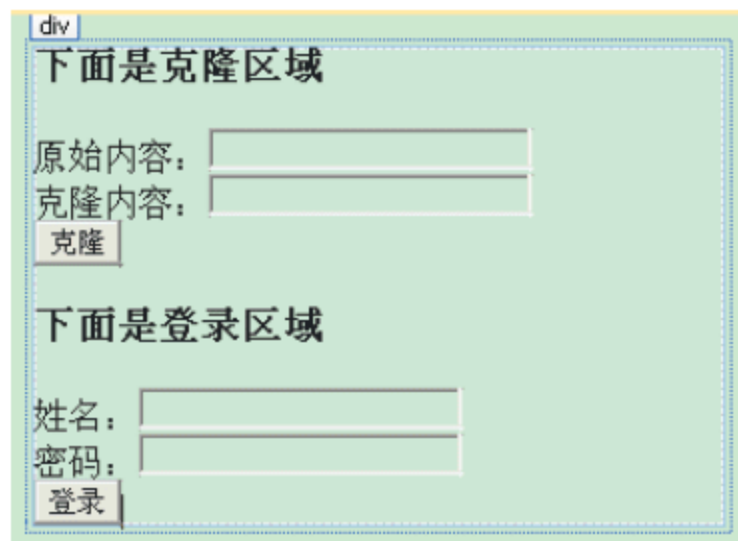 div
下面是克隆区域
原始内容：
克隆内容：
克隆
下面是登录区域
姓名：
密码：
登录